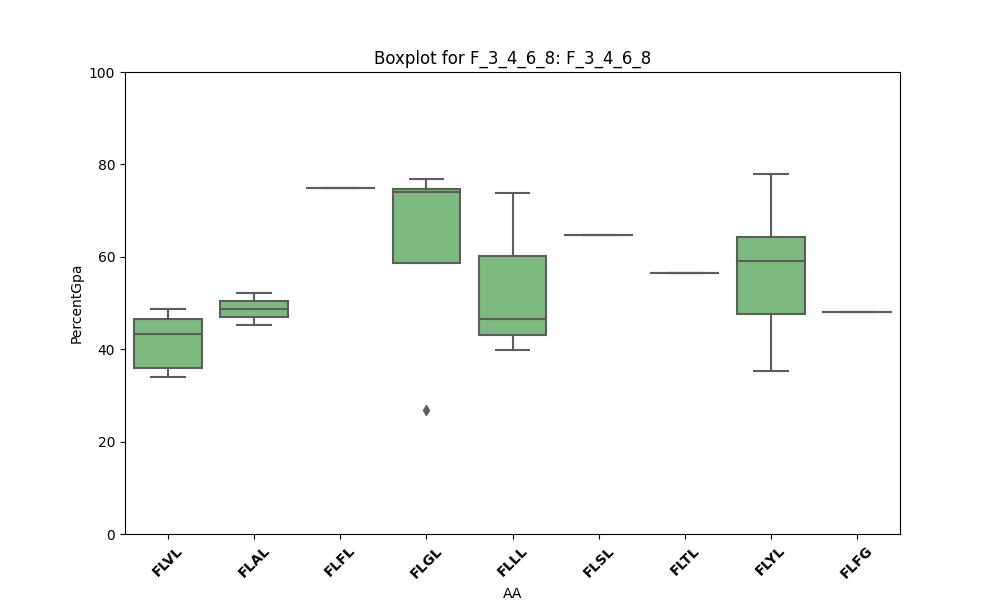 Boxplot for F_3_4_6_8: F_3_4_6_8
100
80
60
40
20
0
PercentGpa
FLVL
FLAL
FLFL
FLGL
FLLL
FLSL
FLTL
FLYL
FLFG
AA